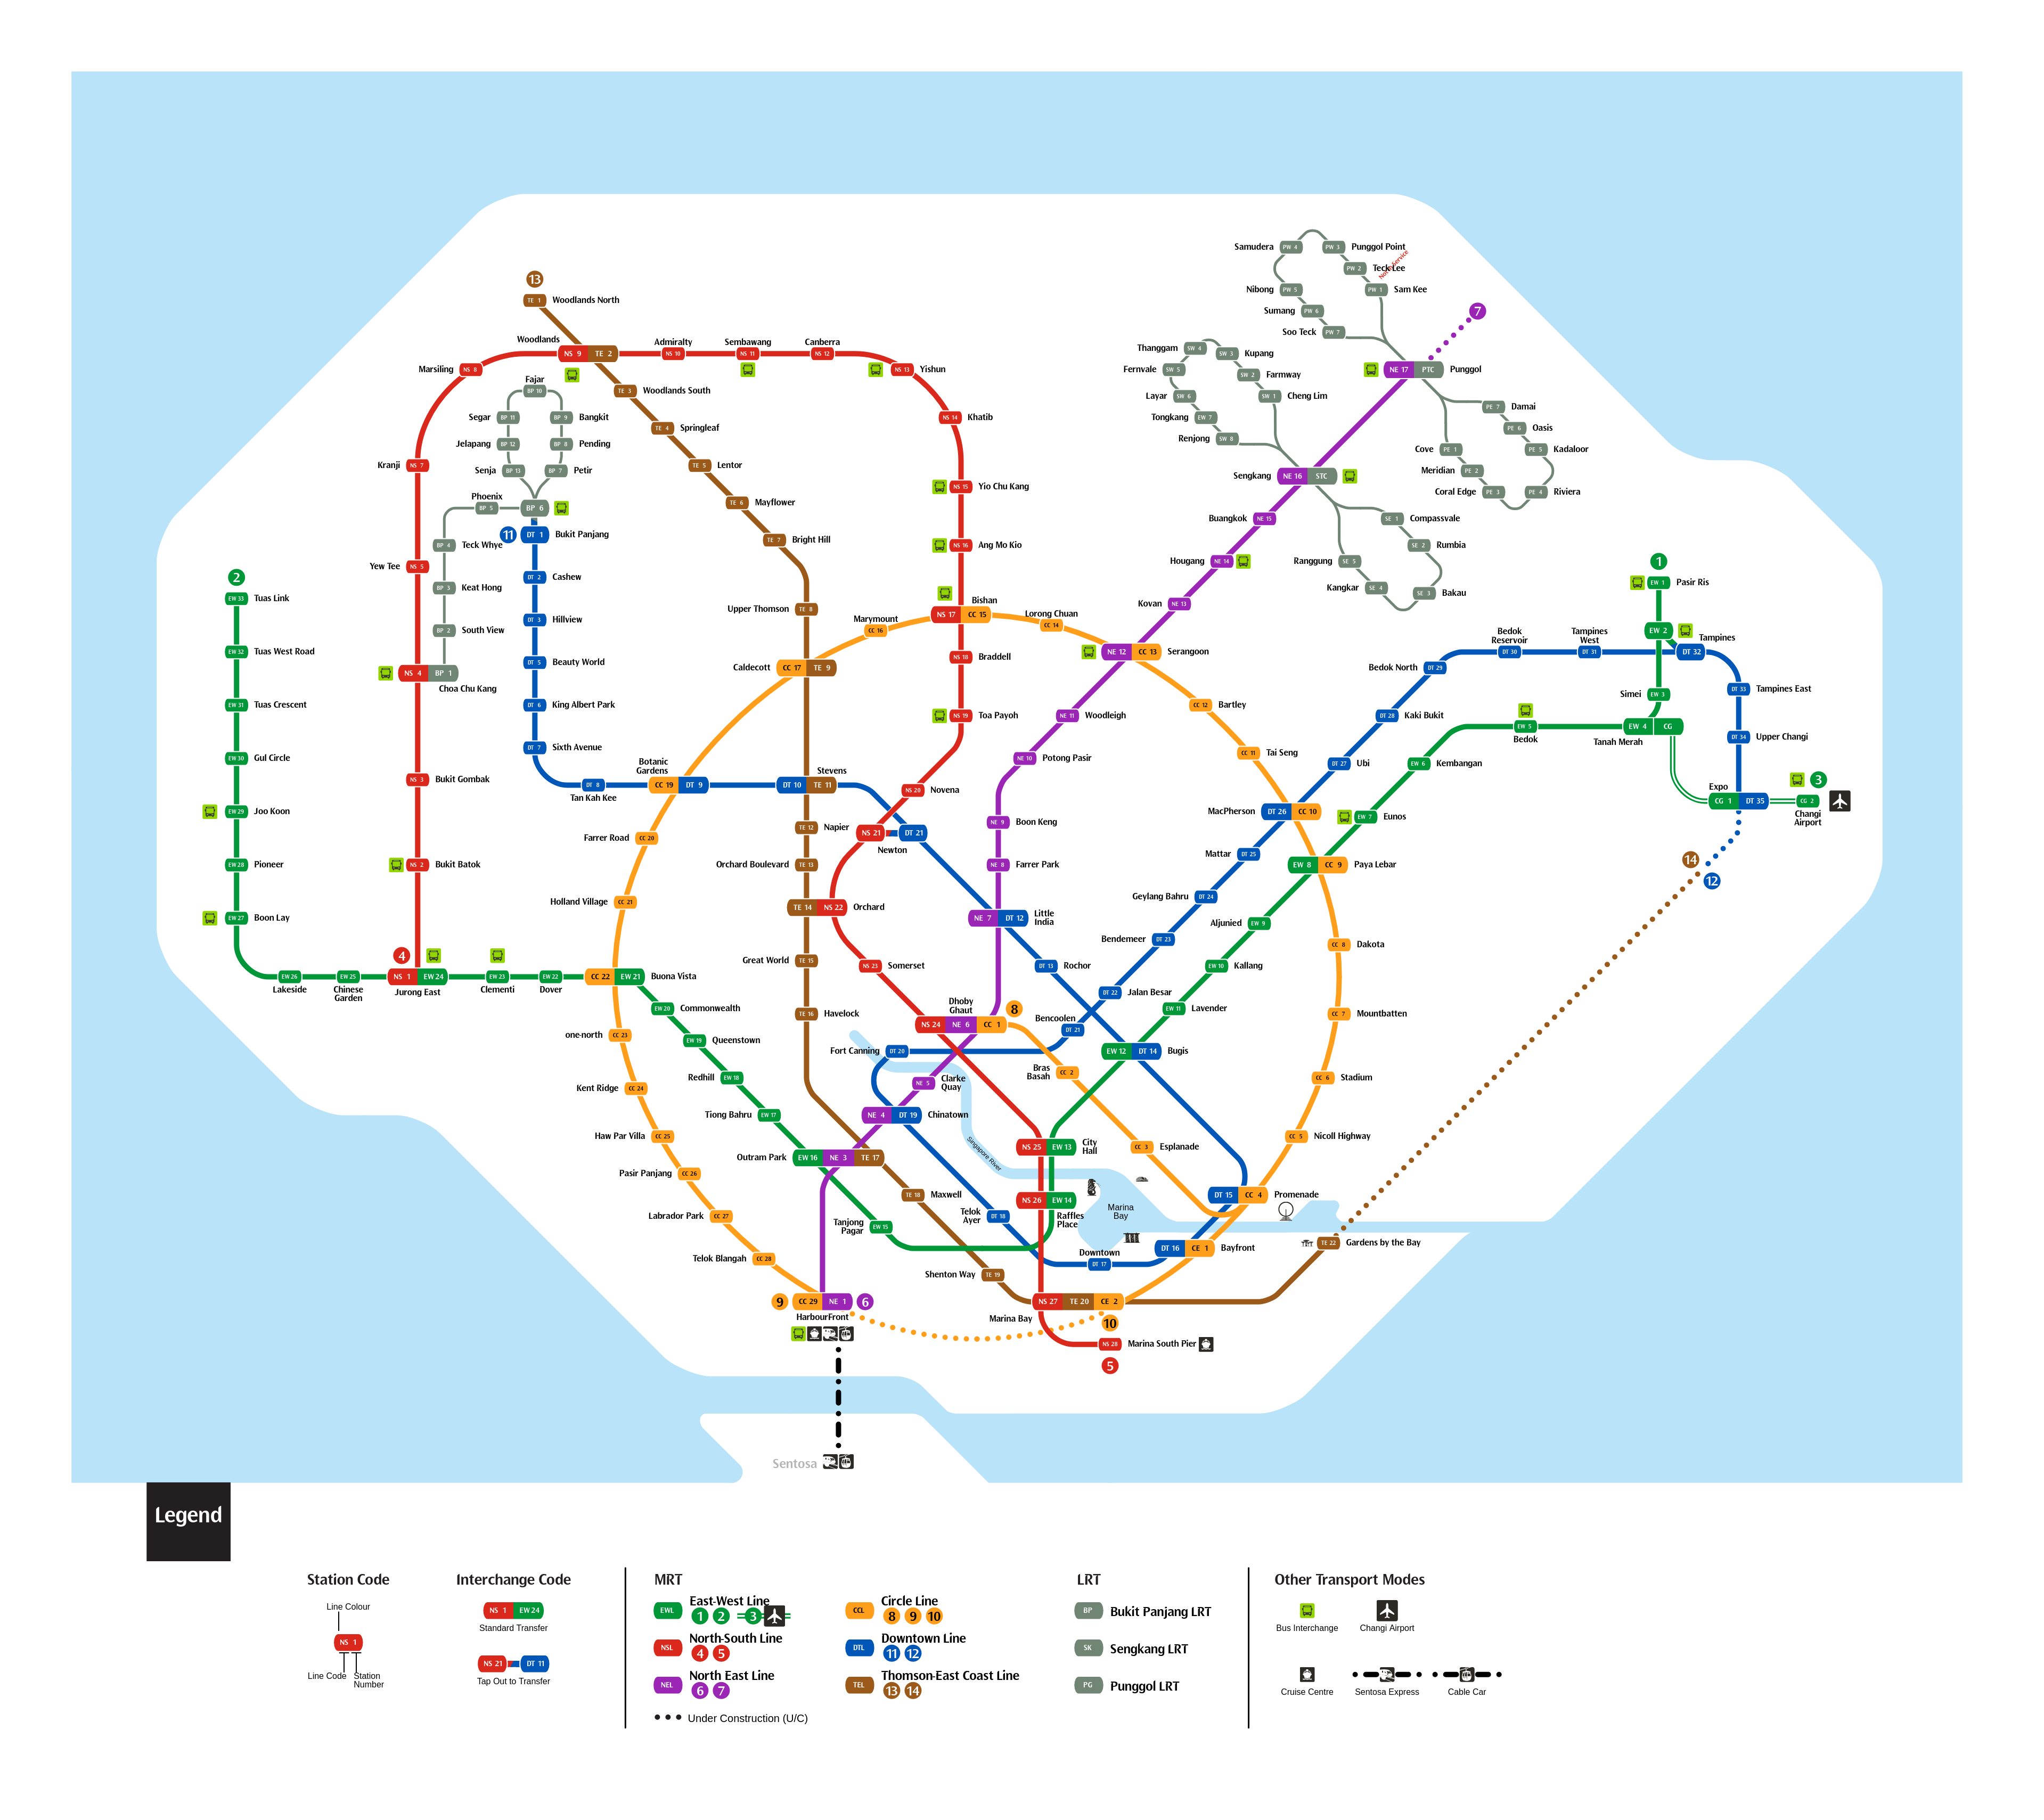 13
TE 1 Woodlands North
Woodlands
NS 9 TE 2
Admiralty
NS 10
Sembawang
NS 11
Canberra
NS 12
NS 13 Yishun
Marsiling NS 8
NS 14 Khatib
Kranji NS 7
NS 15 Yio Chu Kang
NS 16 Ang Mo Kio
Yew Tee NS 5
Bishan
NS 17 CC 15
NS 18 Braddell
NS 19 Toa Payoh
NS 20 Novena
NS 21 DT 21
Newton
Fajar
BP 10
Segar BP 11
BP 9 Bangkit
Jelapang BP 12
BP 8 Pending
Senja BP 13
BP 7 Petir
Phoenix
BP 5
BP 6
BP 4 Teck Whye
BP 3 Keat Hong
BP 2 South View
NS 4 BP 1
Choa Chu Kang
NS 3 Bukit Gombak
NS 2 Bukit Batok
4
NS 1 EW 24
Jurong East
11 DT 1 Bukit Panjang
DT 2 Cashew
DT 3 Hillview
DT 5 Beauty World
DT 6 King Albert Park
DT 7 Sixth Avenue
DT 8
Tan Kah Kee
Botanic
Gardens
CC 19 DT 9
Stevens
DT 10 TE 11
TE 3 Woodlands South
TE 4 Springleaf
TE 5 Lentor
TE 6 Mayflower
TE 7 Bright Hill
Upper Thomson TE 8
Caldecott CC 17 TE 9
TE 12 Napier
Orchard Boulevard TE 13
TE 14 NS 22 Orchard
Great World TE 15
TE 16 Havelock
NS 23 Somerset
Marymount
CC 16
Lorong Chuan
CC 14
NE 12 CC 13 Serangoon
CC 12 Bartley
CC 11 Tai Seng
MacPherson DT 26 CC 10
EW 8 CC 9 Paya Lebar
CC 8 Dakota
CC 7 Mountbatten
CC 6 Stadium
CC 5 Nicoll Highway
DT 15 CC 4 Promenade
DT 16 CE 1 Bayfront
Samudera PW 4
PW 3 Punggol Point
PW 2 Teck Lee
Nibong PW 5
PW 1 Sam Kee
Sumang PW 6
Soo Teck PW 7
7
NE 17 PTC Punggol
Thanggam SW 4
SW 3 Kupang
Fernvale SW 5
SW 2 Farmway
Layar SW 6
SW 1 Cheng Lim
Tongkang EW 7
Renjong SW 8
PE 7 Damai
PE 6 Oasis
Cove PE 1
PE 5 Kadaloor
Meridian PE 2
Coral Edge PE 3
PE 4 Riviera
Sengkang NE 16 STC
SE 1 Compassvale
SE 2 Rumbia
Ranggung SE 5
Kangkar SE 4
SE 3 Bakau
Buangkok NE 15
Hougang NE 14
Kovan NE 13
NE 11 Woodleigh
NE 10 Potong Pasir
NE 9 Boon Keng
NE 8 Farrer Park
NE 7 DT 12 Little
India
DT 13 Rochor
2
EW 33 Tuas Link
EW 32 Tuas West Road
EW 31 Tuas Crescent
EW 30 Gul Circle
EW 29 Joo Koon
EW 28 Pioneer
EW 27 Boon Lay
EW 26
Lakeside
EW 25
Chinese
Garden
EW 23
Clementi
EW 22
Dover
CC 22 EW 21 Buona Vista
Farrer Road CC 20
Holland Village CC 21
one-north CC 23
Kent Ridge CC 24
Haw Par Villa CC 25
Pasir Panjang CC 26
Labrador Park CC 27
Telok Blangah CC 28
EW 20 Commonwealth
EW 19 Queenstown
Redhill EW 18
Tiong Bahru EW 17
Outram Park EW 16 NE 3 TE 17
Tanjong
Pagar
EW 15
TE 18 Maxwell
Telok
Ayer
DT 18
Shenton Way TE 19
Dhoby
Ghaut
8
NS 24 NE 6 CC 1
Fort Canning DT 20
Bencoolen
DT 21
DT 22 Jalan Besar
Bendemeer DT 23
Geylang Bahru DT 24
Mattar DT 25
DT 27 Ubi
DT 28 Kaki Bukit
Bedok North DT 29
Bedok
Reservoir
DT 30
Tampines
West
DT 31
Tampines
DT 32
DT 33 Tampines East
DT 34 Upper Changi
Expo
CG 1 DT 35
3
CG 2
Changi
Airport
14
12
1
EW 1 Pasir Ris
EW 2
Simei EW 3
EW 4 CG
Tanah Merah
EW 5
Bedok
EW 6 Kembangan
EW 7 Eunos
Aljunied EW 9
EW 10 Kallang
EW 11 Lavender
EW 12 DT 14 Bugis
Bras
Basah
CC 2
CC 3 Esplanade
NE 5 Clarke
Quay
NE 4 DT 19 Chinatown
NS 25 EW 13 City
Hall
NS 26 EW 14
Raffles
Place
Singapore River
Marina
Bay
Downtown
DT 17
TE 22 Gardens by the Bay
9 CC 29 NE 1 6
HarbourFront
NS 27 TE 20 CE 2
Marina Bay
10
NS 28 Marina South Pier
5
Sentosa
Legend
Station Code
Line Colour
NS 1
Line Code
Station
Number
Interchange Code
NS 1 EW 24
Standard Transfer
NS 21 DT 11
Tap Out to Transfer
MRT
EWL East-West Line
1 2 3
NSL North-South Line
4 5
NEL North East Line
6 7
Under Construction (U/C)
CCL Circle Line
8 9 10
DTL Downtown Line
11 12
TEL Thomson-East Coast Line
13 14
LRT
BP Bukit Panjang LRT
SK Sengkang LRT
PG Punggol LRT
Other Transport Modes
Bus Interchange
Changi Airport
Cruise Centre
Sentosa Express
Cable Car